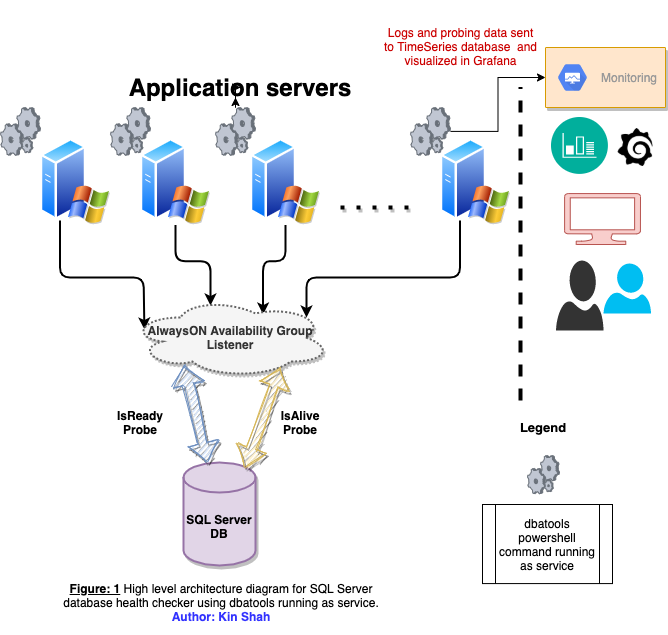 Logs and probing data sent
to TimeSeries database and
visualized in Grafana
Monitoring
Application servers
AlwaysON Availability Group
Listener
IsReady
Probe
IsAlive
Probe
SQL Server
DB
Legend
dbatools
powershell
command running
as service
Figure: 1 High level architecture diagram for SQL Server
database health checker using dbatools running as service.
Author: Kin Shah